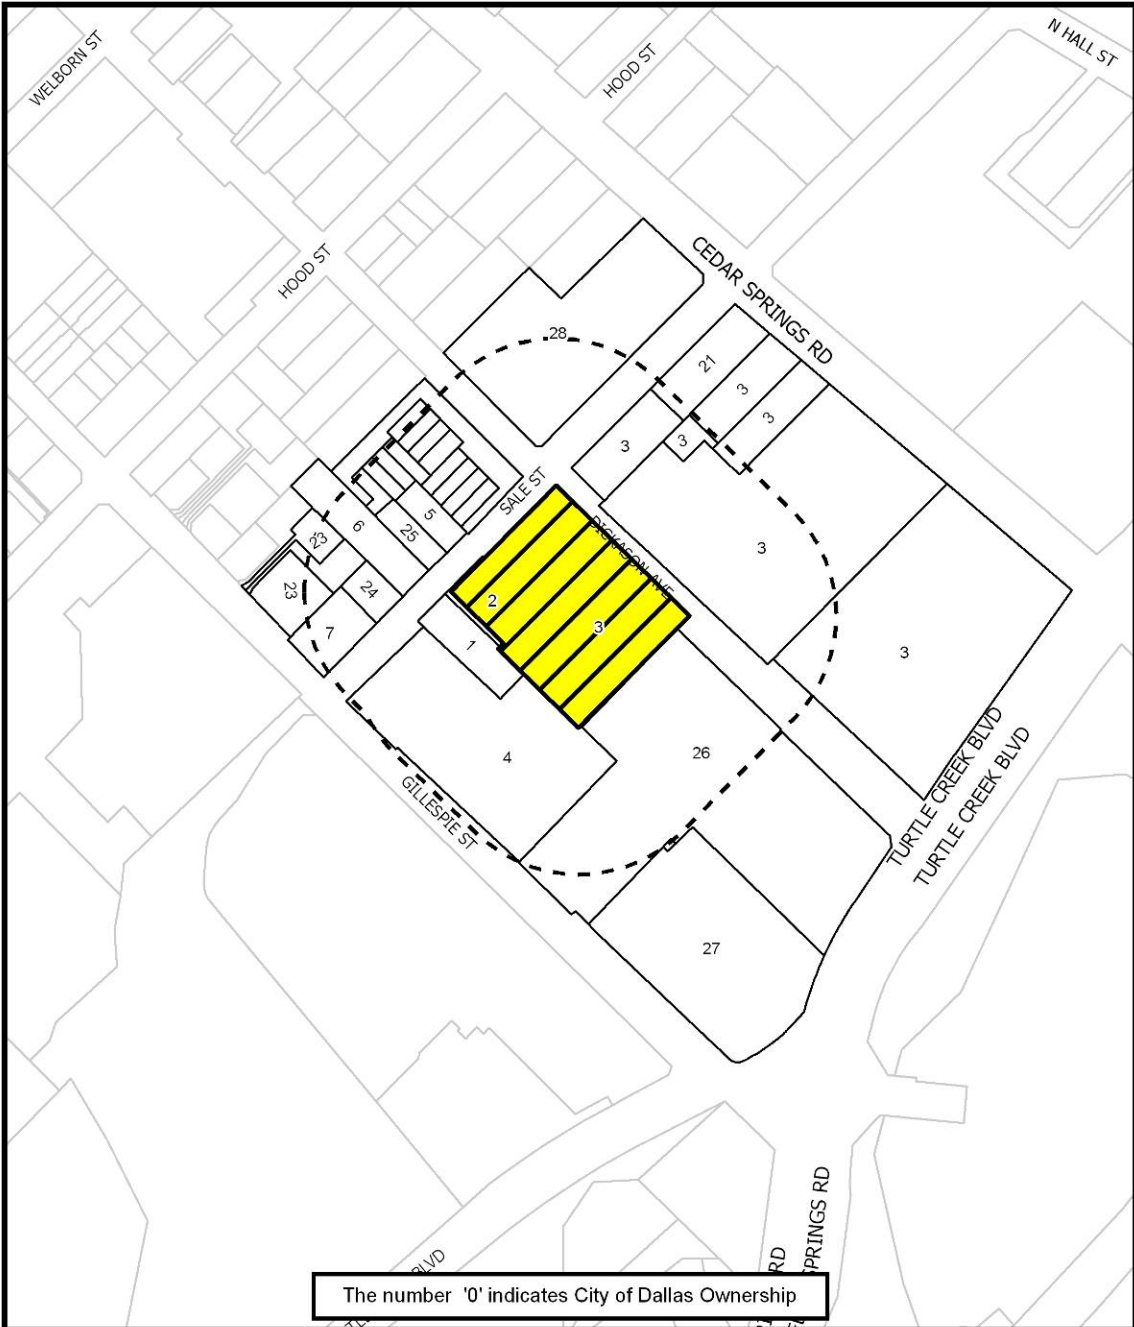 N HALL ST
WELBORN ST
HOOD ST
CEDAR SPRINGS RD
HOOD ST
28
21
3
3
3
3
SALE ST
5
6
25
DICKASON AVE
23
3
23
24
2
3
7
1
3
26
4
TURTLE CREEK BLVD
TURTLE CREEK BLVD
GILLESPIE ST
27
SPRINGS RD
RD
BLVD
The number '0' indicates City of Dallas Ownership